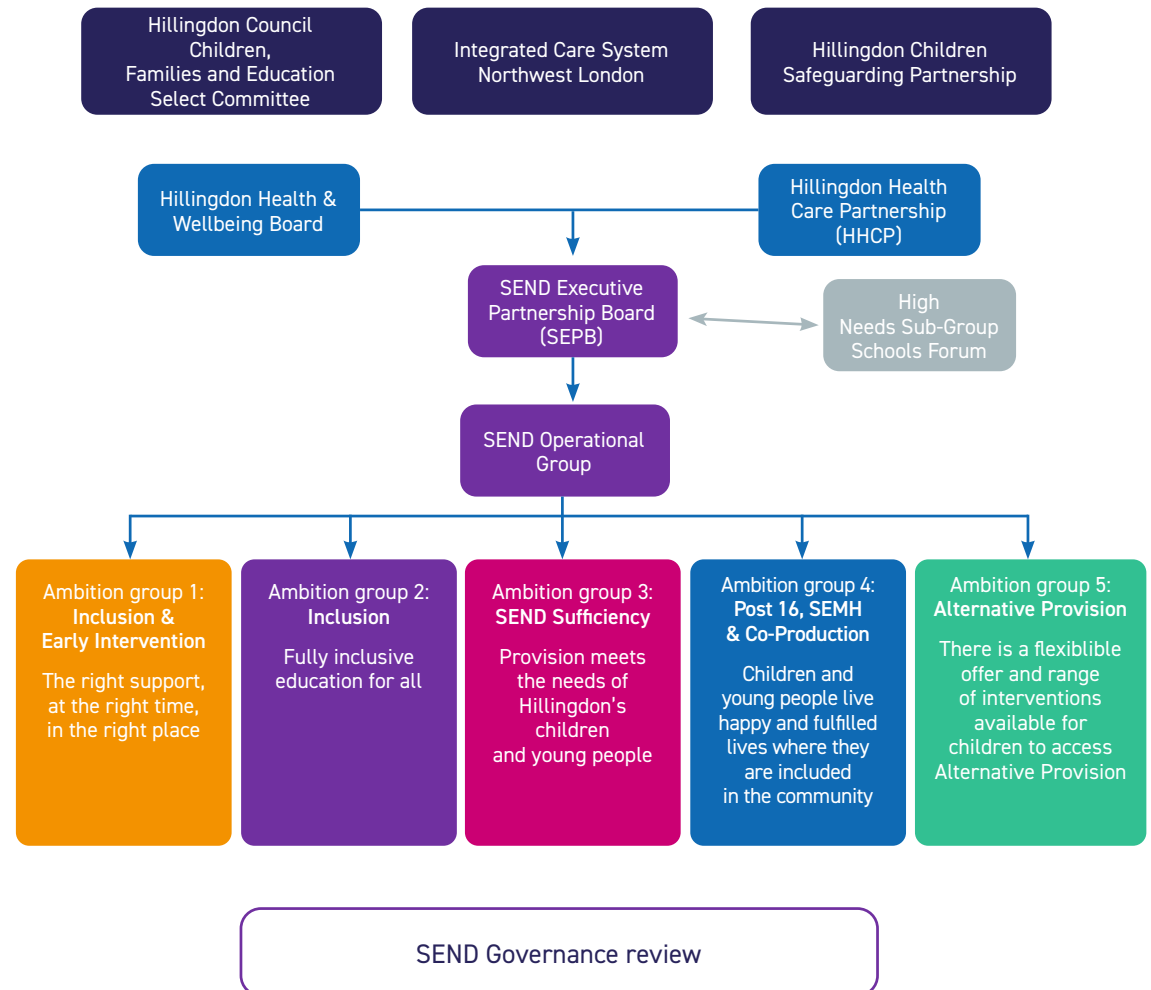 Hillingdon Council
Children,
Families and Education
Select Committee
Integrated Care System
Northwest London
Hillingdon Children
Safeguarding Partnership
Hillingdon Health &
Wellbeing Board
Hillingdon Health
Care Partnership
(HHCP)
SEND Executive
Partnership Board
(SEPB)
High
Needs Sub-Group
Schools Forum
SEND Operational
Group
Ambition group 1:
Inclusion &
Early Intervention
The right support,
at the right time,
in the right place
Ambition group 2:
Inclusion
Fully inclusive
education for all
Ambition group 3:
SEND Sufficiency
Provision meets
the needs of
Hillingdon's
children
and young people
Ambition group 4:
Post 16, SEMH
& Co-Production
Children and
young people live
happy and fulfilled
lives where they
are included
in the community
Ambition group 5:
Alternative Provision
There is a flexiblible
offer and range
of interventions
available for
children to access
Alternative Provision
SEND Governance review